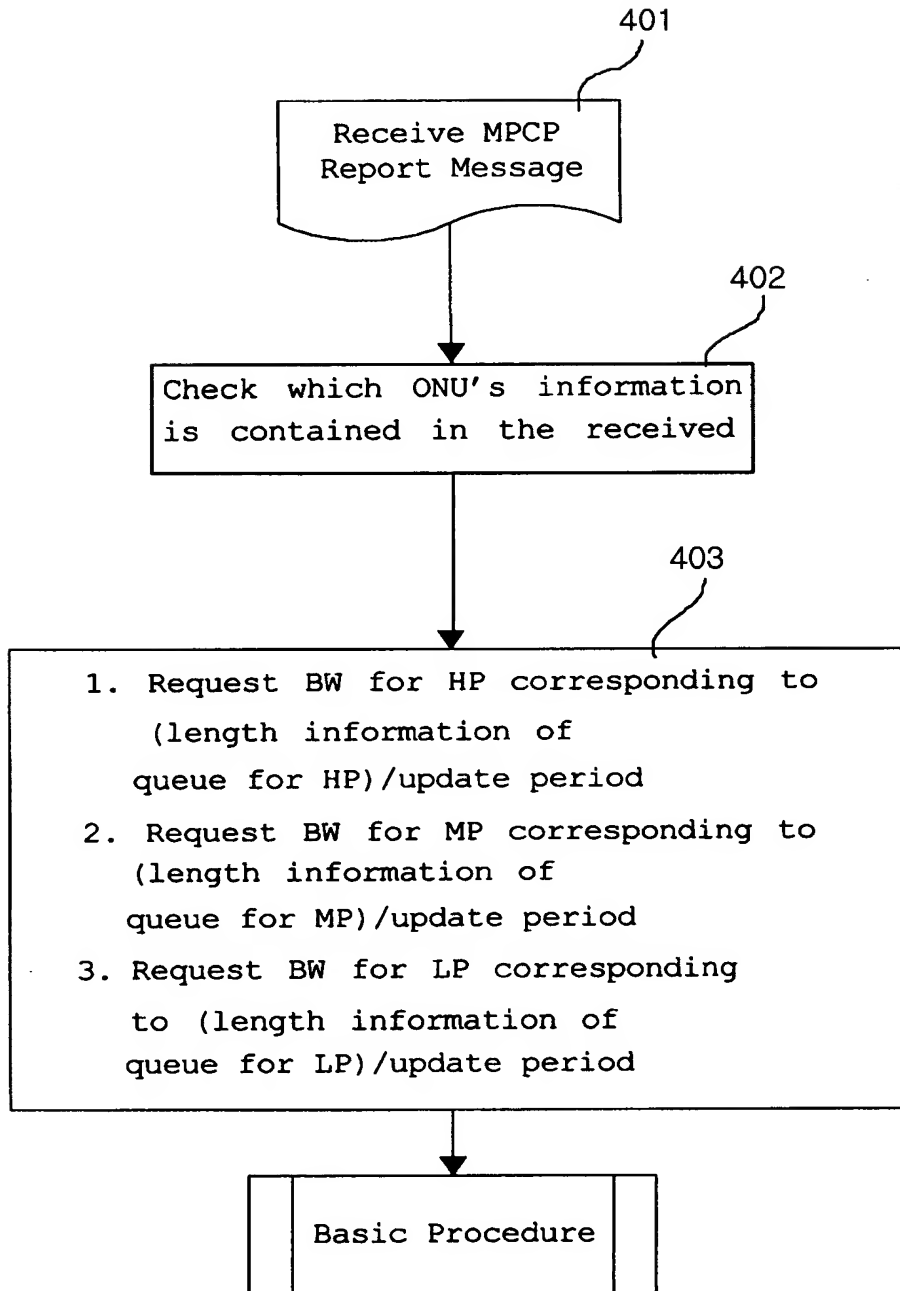 401
Receive MPCP
Report Message
402
Check which ONU's information
is contained in the received
403
1. Request BW for HP corresponding to
(length information of
queue for HP)/update period
2. Request BW for MP corresponding to
(length information of
queue for MP)/update period
3. Request BW for LP corresponding
to (length information of
queue for LP)/update period
Basic Procedure